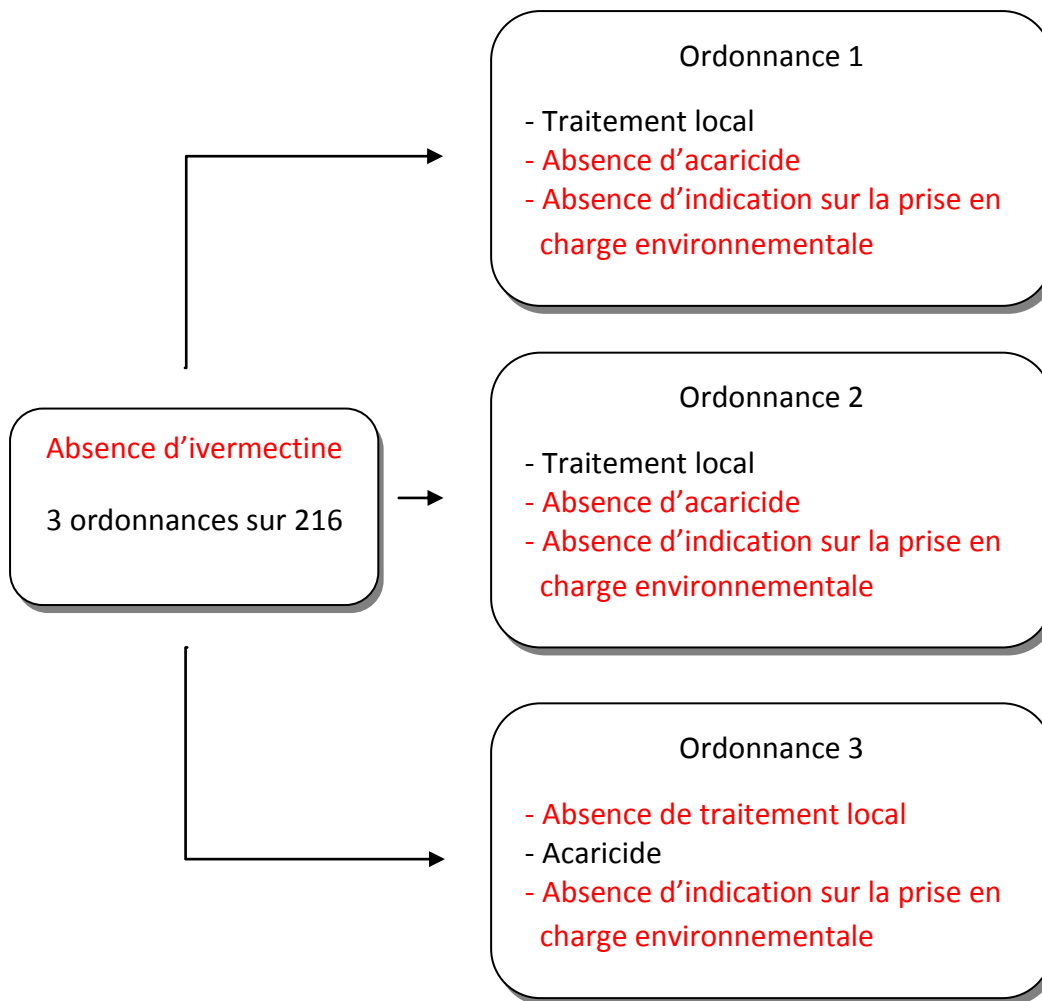 Ordonnance 1
- Traitement local
- Absence d’acaricide
- Absence d’indication sur la prise en
charge environnementale
Absence d’ivermectine
3 ordonnances sur 216
Ordonnance 2
- Traitement local
- Absence d’acaricide
- Absence d’indication sur la prise en
charge environnementale
Ordonnance 3
- Absence de traitement local
- Acaricide
- Absence d’indication sur la prise en
charge environnementale